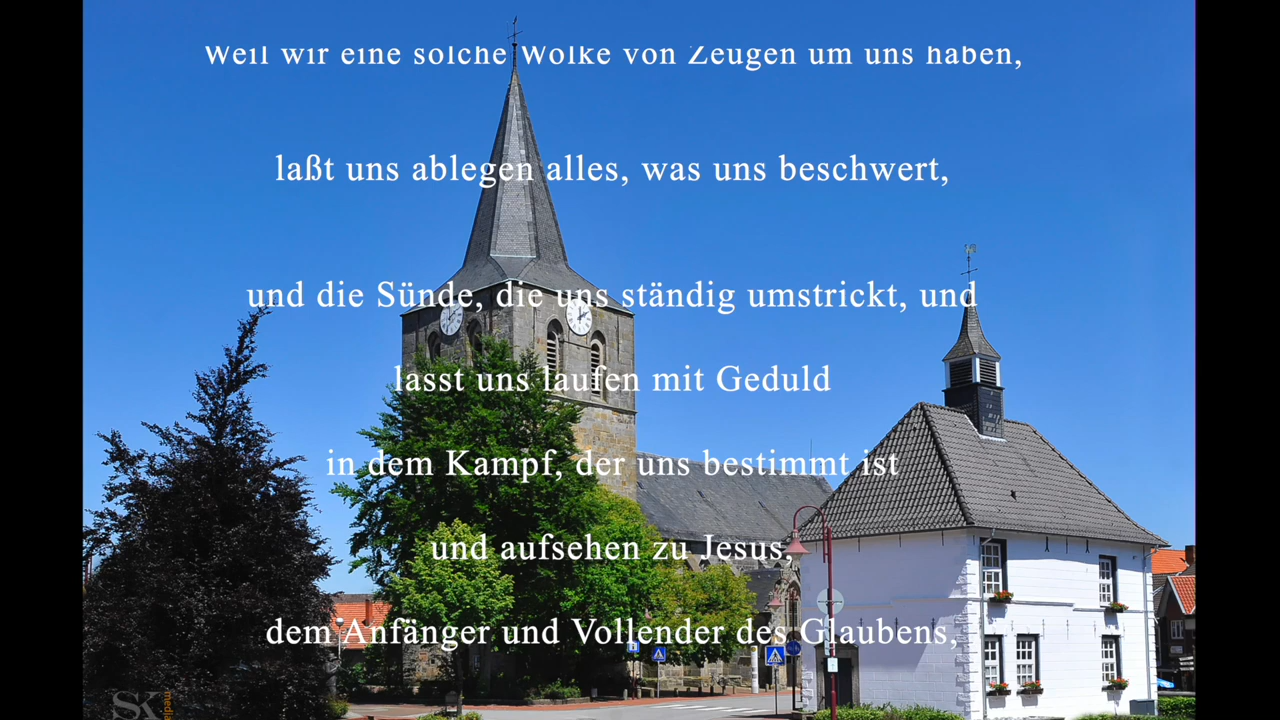 Weil wir eine solche Wolke von Zeugen um uns haben,
laßt uns ablegen alles, was uns beschwert,
und die Sünde, die uns ständig umstrickt, und
lasst uns laufen mit Geduld
in dem Kampf, der uns bestimmt ist
und aufsehen zu Jesus,
dem Anfänger und Vollender des Glaubens,
SK
media